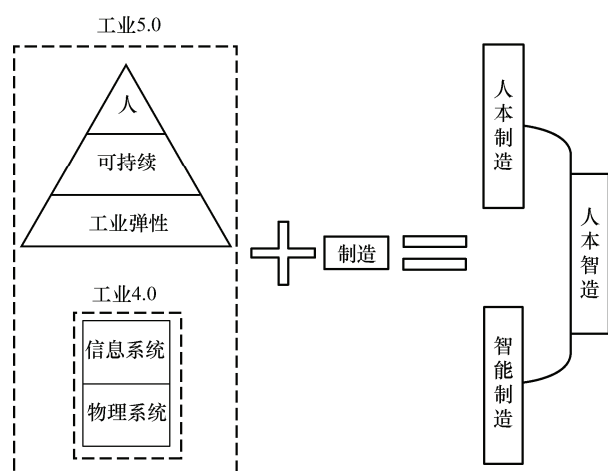 工业5.0
人
可持续
工业弹性
工业4.0
信息系统
物理系统
制造
人本制造
智能制造
人本智造